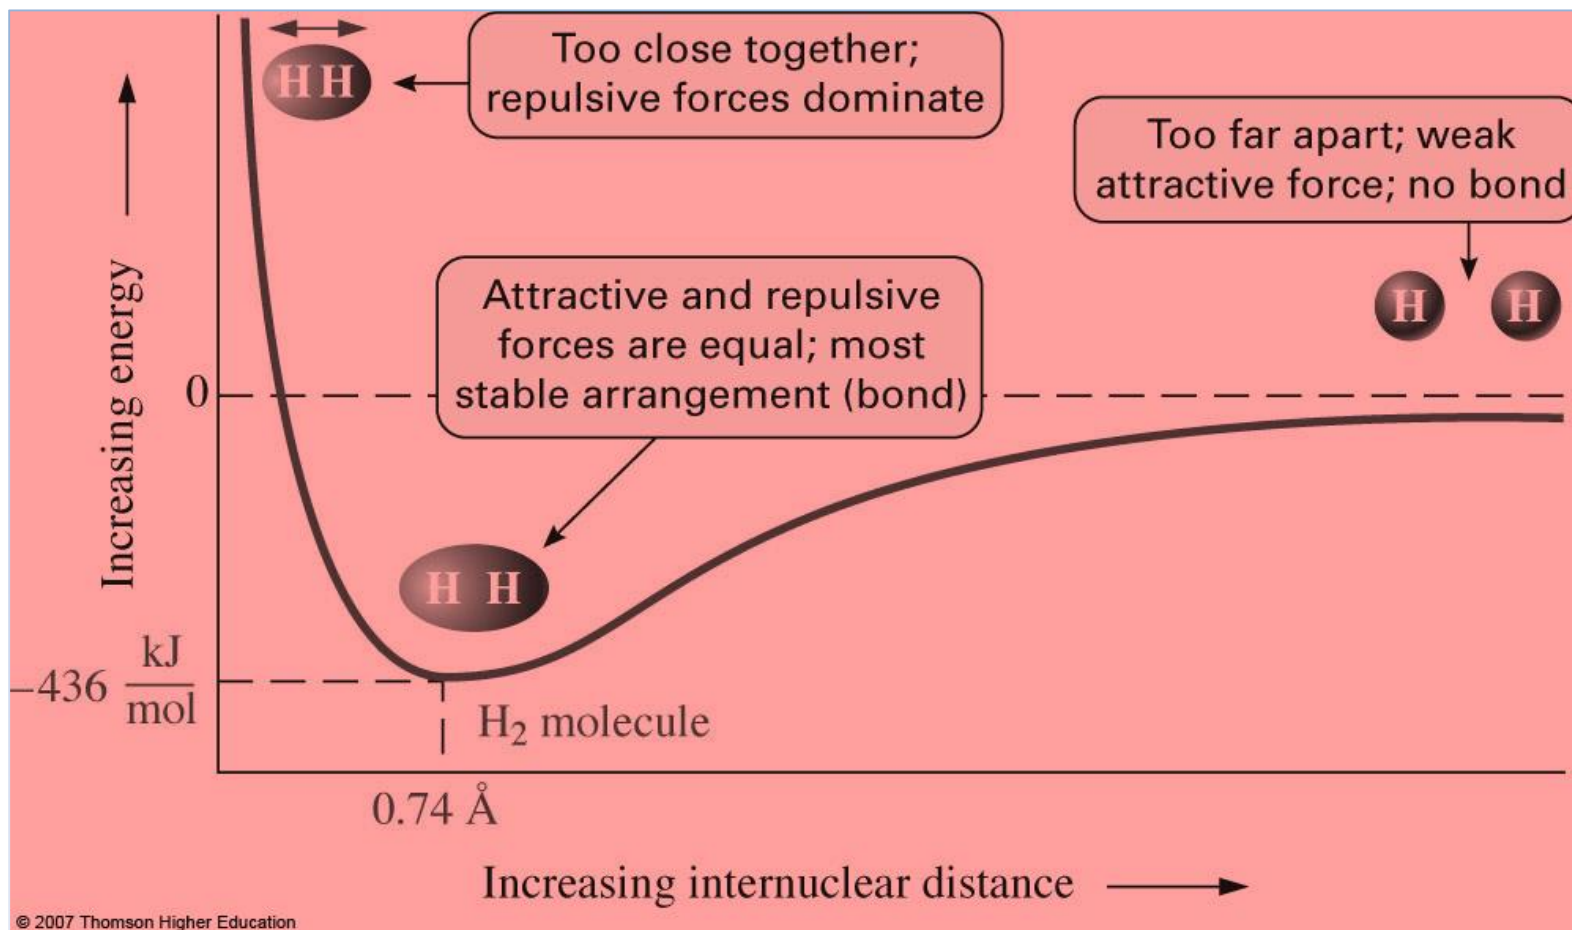 HH
Too close together;
repulsive forces dominate
Too far apart; weak
attractive force; no bond
H H
Attractive and repulsive
forces are equal; most
stable arrangement (bond)
Increasing energy
0
H H
–436 kJ/mol
H₂ molecule
0.74 Å
Increasing internuclear distance
© 2007 Thomson Higher Education